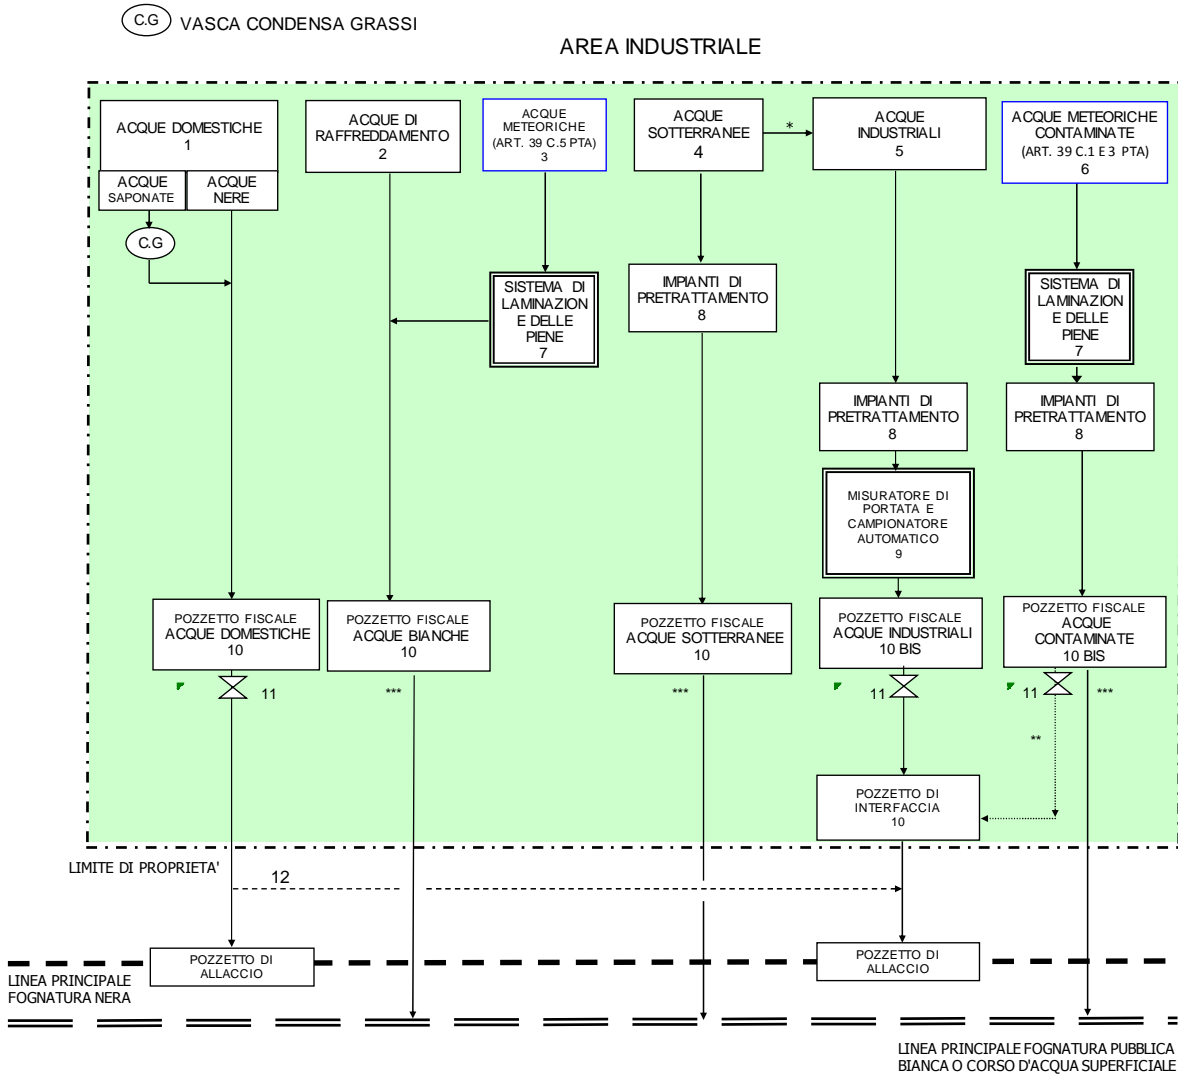 C.G
VASCA CONDENSA GRASSI
AREA INDUSTRIALE
ACQUE DOMESTICHE
1
ACQUE
SAPONATE
ACQUE
NERE
C.G
ACQUE DI
RAFFREDDAMENTO
2
ACQUE
METEORICHE
(ART. 39 C.5 PTA)
3
ACQUE
SOTTERRANEE
4
*
ACQUE
INDUSTRIALI
5
ACQUE METEORICHE
CONTAMINATE
(ART. 39 C.1 E 3 PTA)
6
SISTEMA DI
LAMINAZION
E DELLE
PIENE
7
IMPIANTI DI
PRETRATTAMENTO
8
SISTEMA DI
LAMINAZION
E DELLE
PIENE
7
IMPIANTI DI
PRETRATTAMENTO
8
IMPIANTI DI
PRETRATTAMENTO
8
MISURATORE DI
PORTATA E
CAMPIONATORE
AUTOMATICO
9
POZZETTO FISCALE
ACQUE DOMESTICHE
10
POZZETTO FISCALE
ACQUE BIANCHE
10
POZZETTO FISCALE
ACQUE SOTTERRANEE
10
POZZETTO FISCALE
ACQUE INDUSTRIALI
10 BIS
POZZETTO FISCALE
ACQUE
CONTAMINATE
10 BIS
11
***
***
11
11
***
**
POZZETTO DI
INTERFACCIA
10
LIMITE DI PROPRIETA'
12
POZZETTO DI
ALLACCIO
POZZETTO DI
ALLACCIO
LINEA PRINCIPALE
FOGNATURA NERA
LINEA PRINCIPALE FOGNATURA PUBBLICA
BIANCA O CORSO D'ACQUA SUPERFICIALE